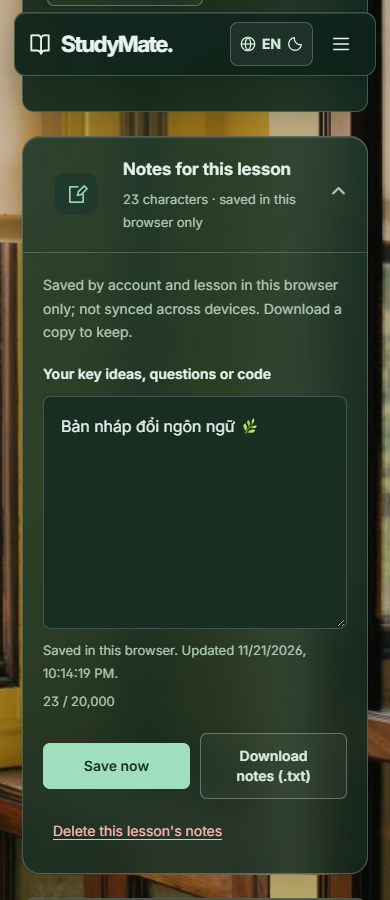 StudyMate.
EN
Notes for this lesson
23 characters · saved in this
browser only
Saved by account and lesson in this browser
only; not synced across devices. Download a
copy to keep.
Your key ideas, questions or code
Bản nháp đổi ngôn ngữ 🌿
Saved in this browser. Updated 11/21/2026,
10:14:19 PM.
23 / 20,000
Save now
Download
notes (.txt)
Delete this lesson's notes